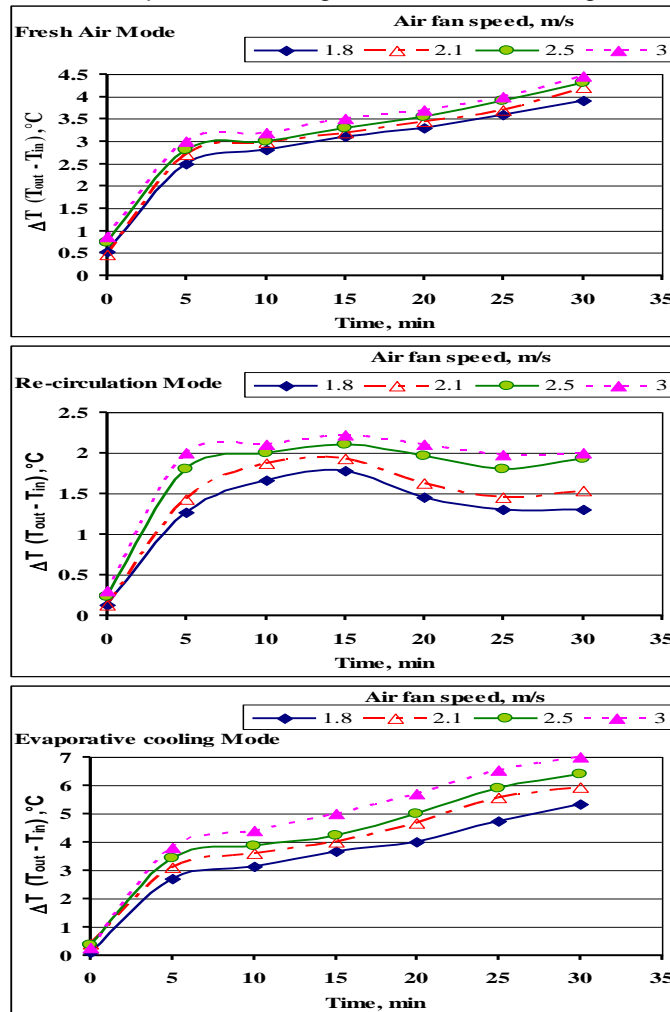 Air fan speed, m/s
Fresh Air Mode
1.8 2.1 2.5 3
4.5
4
3.5
3
2.5
2
1.5
1
0.5
0
ΔT (Tout - Tin) ,°C
0 5 10 15 20 25 30 35
Time, min
Air fan speed, m/s
Re-circulation Mode
1.8 2.1 2.5 3
2.5
2
1.5
1
0.5
0
ΔT (Tout - Tin) ,°C
0 5 10 15 20 25 30 35
Time, min
Air fan speed, m/s
1.8 2.1 2.5 3
Evaporative cooling Mode
7
6
5
4
3
2
1
0
ΔT (Tout - Tin) ,°C
0 5 10 15 20 25 30 35
Time, min